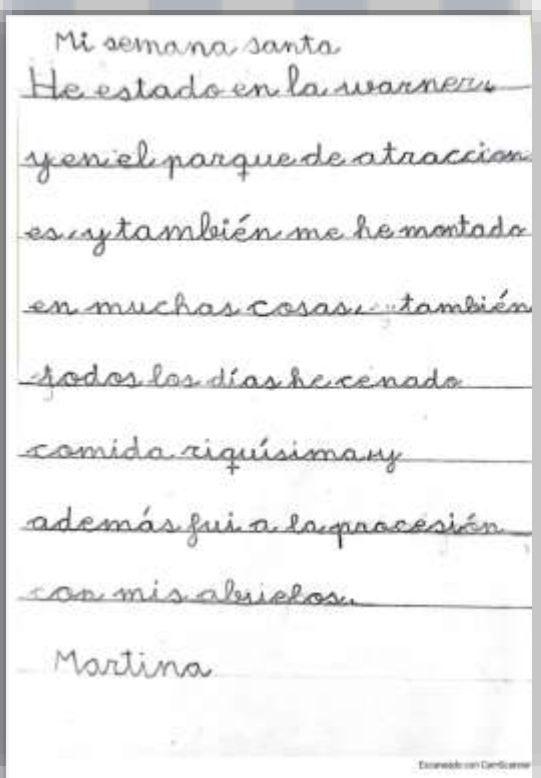 Mi semana santa
He estado en la warner,
y en el parque de atraccion
es, y también me he montado
en muchas cosas, también
todos los días he cenado
comida riquísima, y
además fui a la procesión
con mis abuelos.
Martina
Escaneado con CamScanner